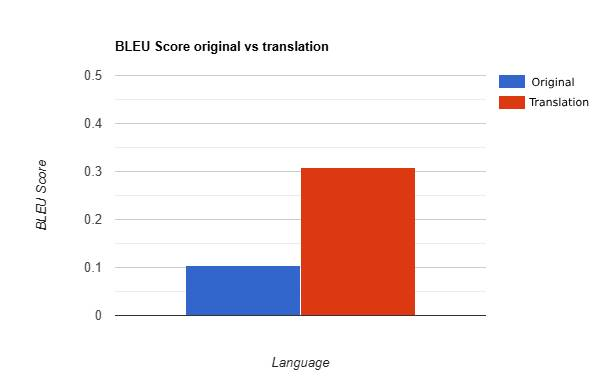 BLEU Score original vs translation
0.5
0.4
0.3
0.2
0.1
0
BLEU Score
Language
Original
Translation